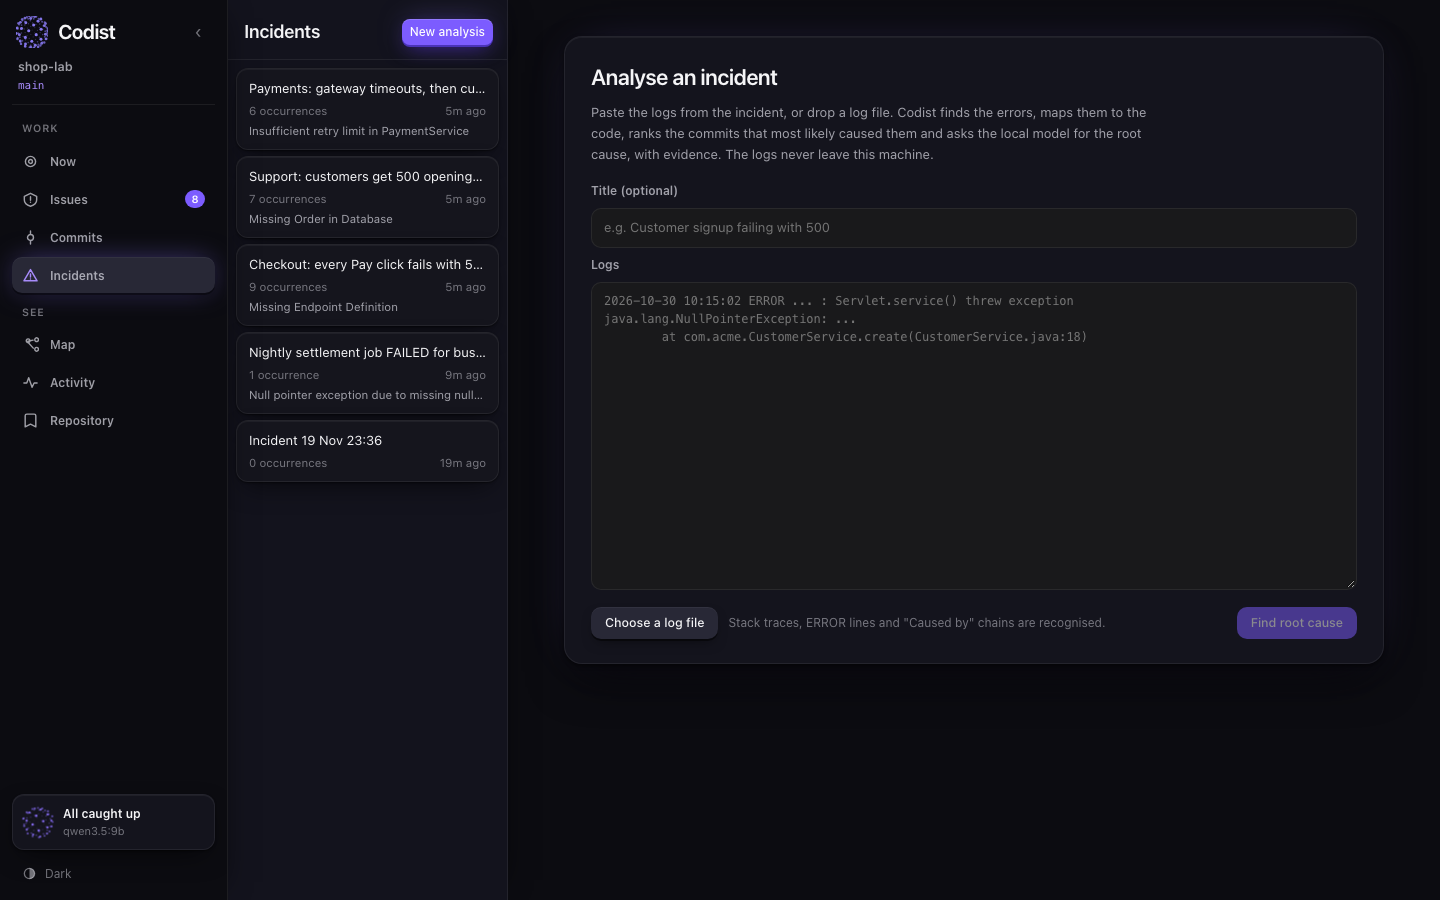 Codist
shop-lab
main
WORK
Now
Issues
8
Commits
Incidents
SEE
Map
Activity
Repository
All caught up
qwen3.5:9b
Dark
Incidents
New analysis
Payments: gateway timeouts, then cu...
6 occurrences
5m ago
Insufficient retry limit in PaymentService
Support: customers get 500 opening...
7 occurrences
5m ago
Missing Order in Database
Checkout: every Pay click fails with 5...
9 occurrences
5m ago
Missing Endpoint Definition
Nightly settlement job FAILED for bus...
1 occurrence
9m ago
Null pointer exception due to missing null...
Incident 19 Nov 23:36
0 occurrences
19m ago
Analyse an incident
Paste the logs from the incident, or drop a log file. Codist finds the errors, maps them to the
code, ranks the commits that most likely caused them and asks the local model for the root
cause, with evidence. The logs never leave this machine.
Title (optional)
e.g. Customer signup failing with 500
Logs
2026-10-30 10:15:02 ERROR ... : Servlet.service() threw exception
java.lang.NullPointerException: ...
at com.acme.CustomerService.create(CustomerService.java:18)
Choose a log file
Stack traces, ERROR lines and "Caused by" chains are recognised.
Find root cause